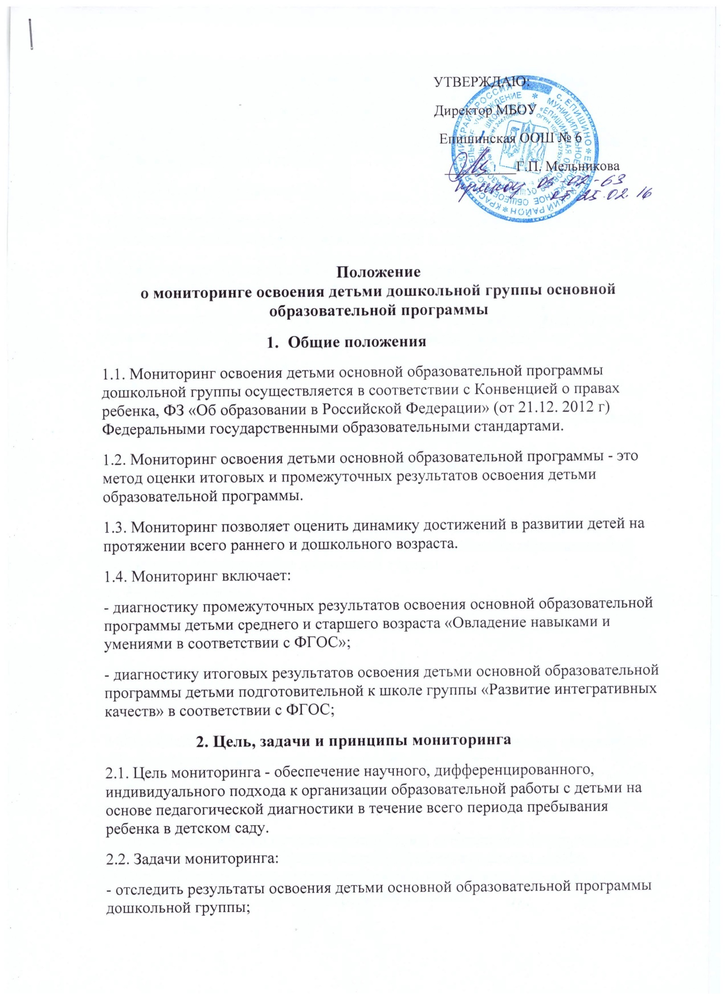 УТВЕРЖДАЮ:
Директор МБОУ
Епишинская ООШ № 6
__________Г.П. Мельникова
приказ 03-02-63
от 25.02.16
Положение
о мониторинге освоения детьми дошкольной группы основной
образовательной программы
1. Общие положения
1.1. Мониторинг освоения детьми основной образовательной программы
дошкольной группы осуществляется в соответствии с Конвенцией о правах
ребенка, ФЗ «Об образовании в Российской Федерации» (от 21.12. 2012 г)
Федеральными государственными образовательными стандартами.
1.2. Мониторинг освоения детьми основной образовательной программы - это
метод оценки итоговых и промежуточных результатов освоения детьми
образовательной программы.
1.3. Мониторинг позволяет оценить динамику достижений в развитии детей на
протяжении всего раннего и дошкольного возраста.
1.4. Мониторинг включает:
- диагностику промежуточных результатов освоения основной образовательной
программы детьми среднего и старшего возраста «Овладение навыками и
умениями в соответствии с ФГОС»;
- диагностику итоговых результатов освоения детьми основной образовательной
программы детьми подготовительной к школе группы «Развитие интегративных
качеств» в соответствии с ФГОС;
2. Цель, задачи и принципы мониторинга
2.1. Цель мониторинга - обеспечение научного, дифференцированного,
индивидуального подхода к организации образовательной работы с детьми на
основе педагогической диагностики в течение всего периода пребывания
ребенка в детском саду.
2.2. Задачи мониторинга:
- отследить результаты освоения детьми основной образовательной программы
дошкольной группы;